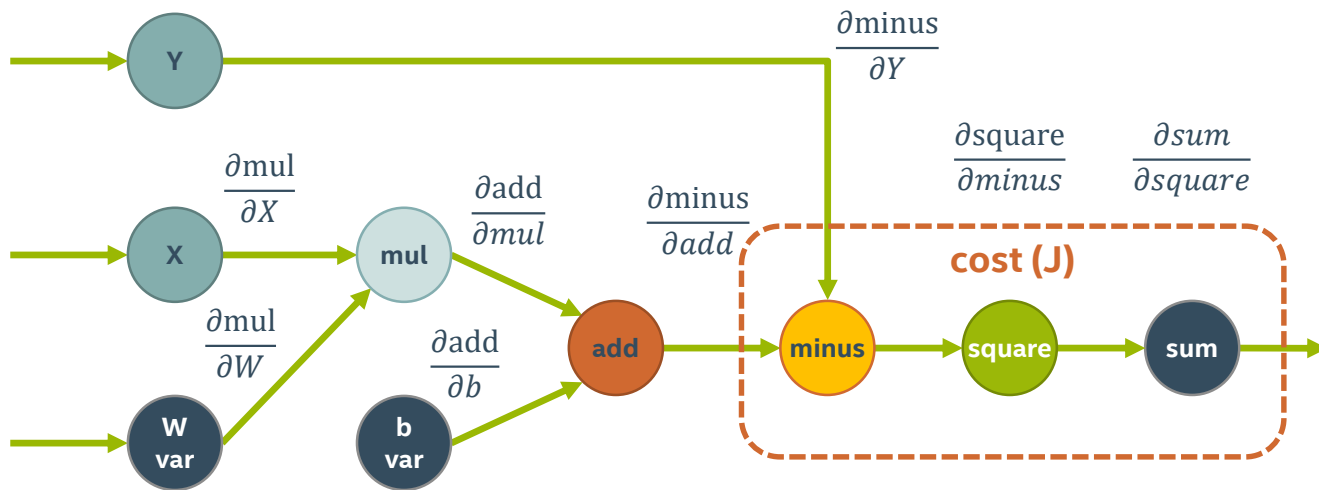 Y
∂minus
∂Y
∂square
∂minus
∂sum
∂square
∂mul
∂X
∂add
∂mul
∂minus
∂add
X
mul
cost (J)
∂mul
∂W
∂add
∂b
add
minus
square
sum
W
var
b
var